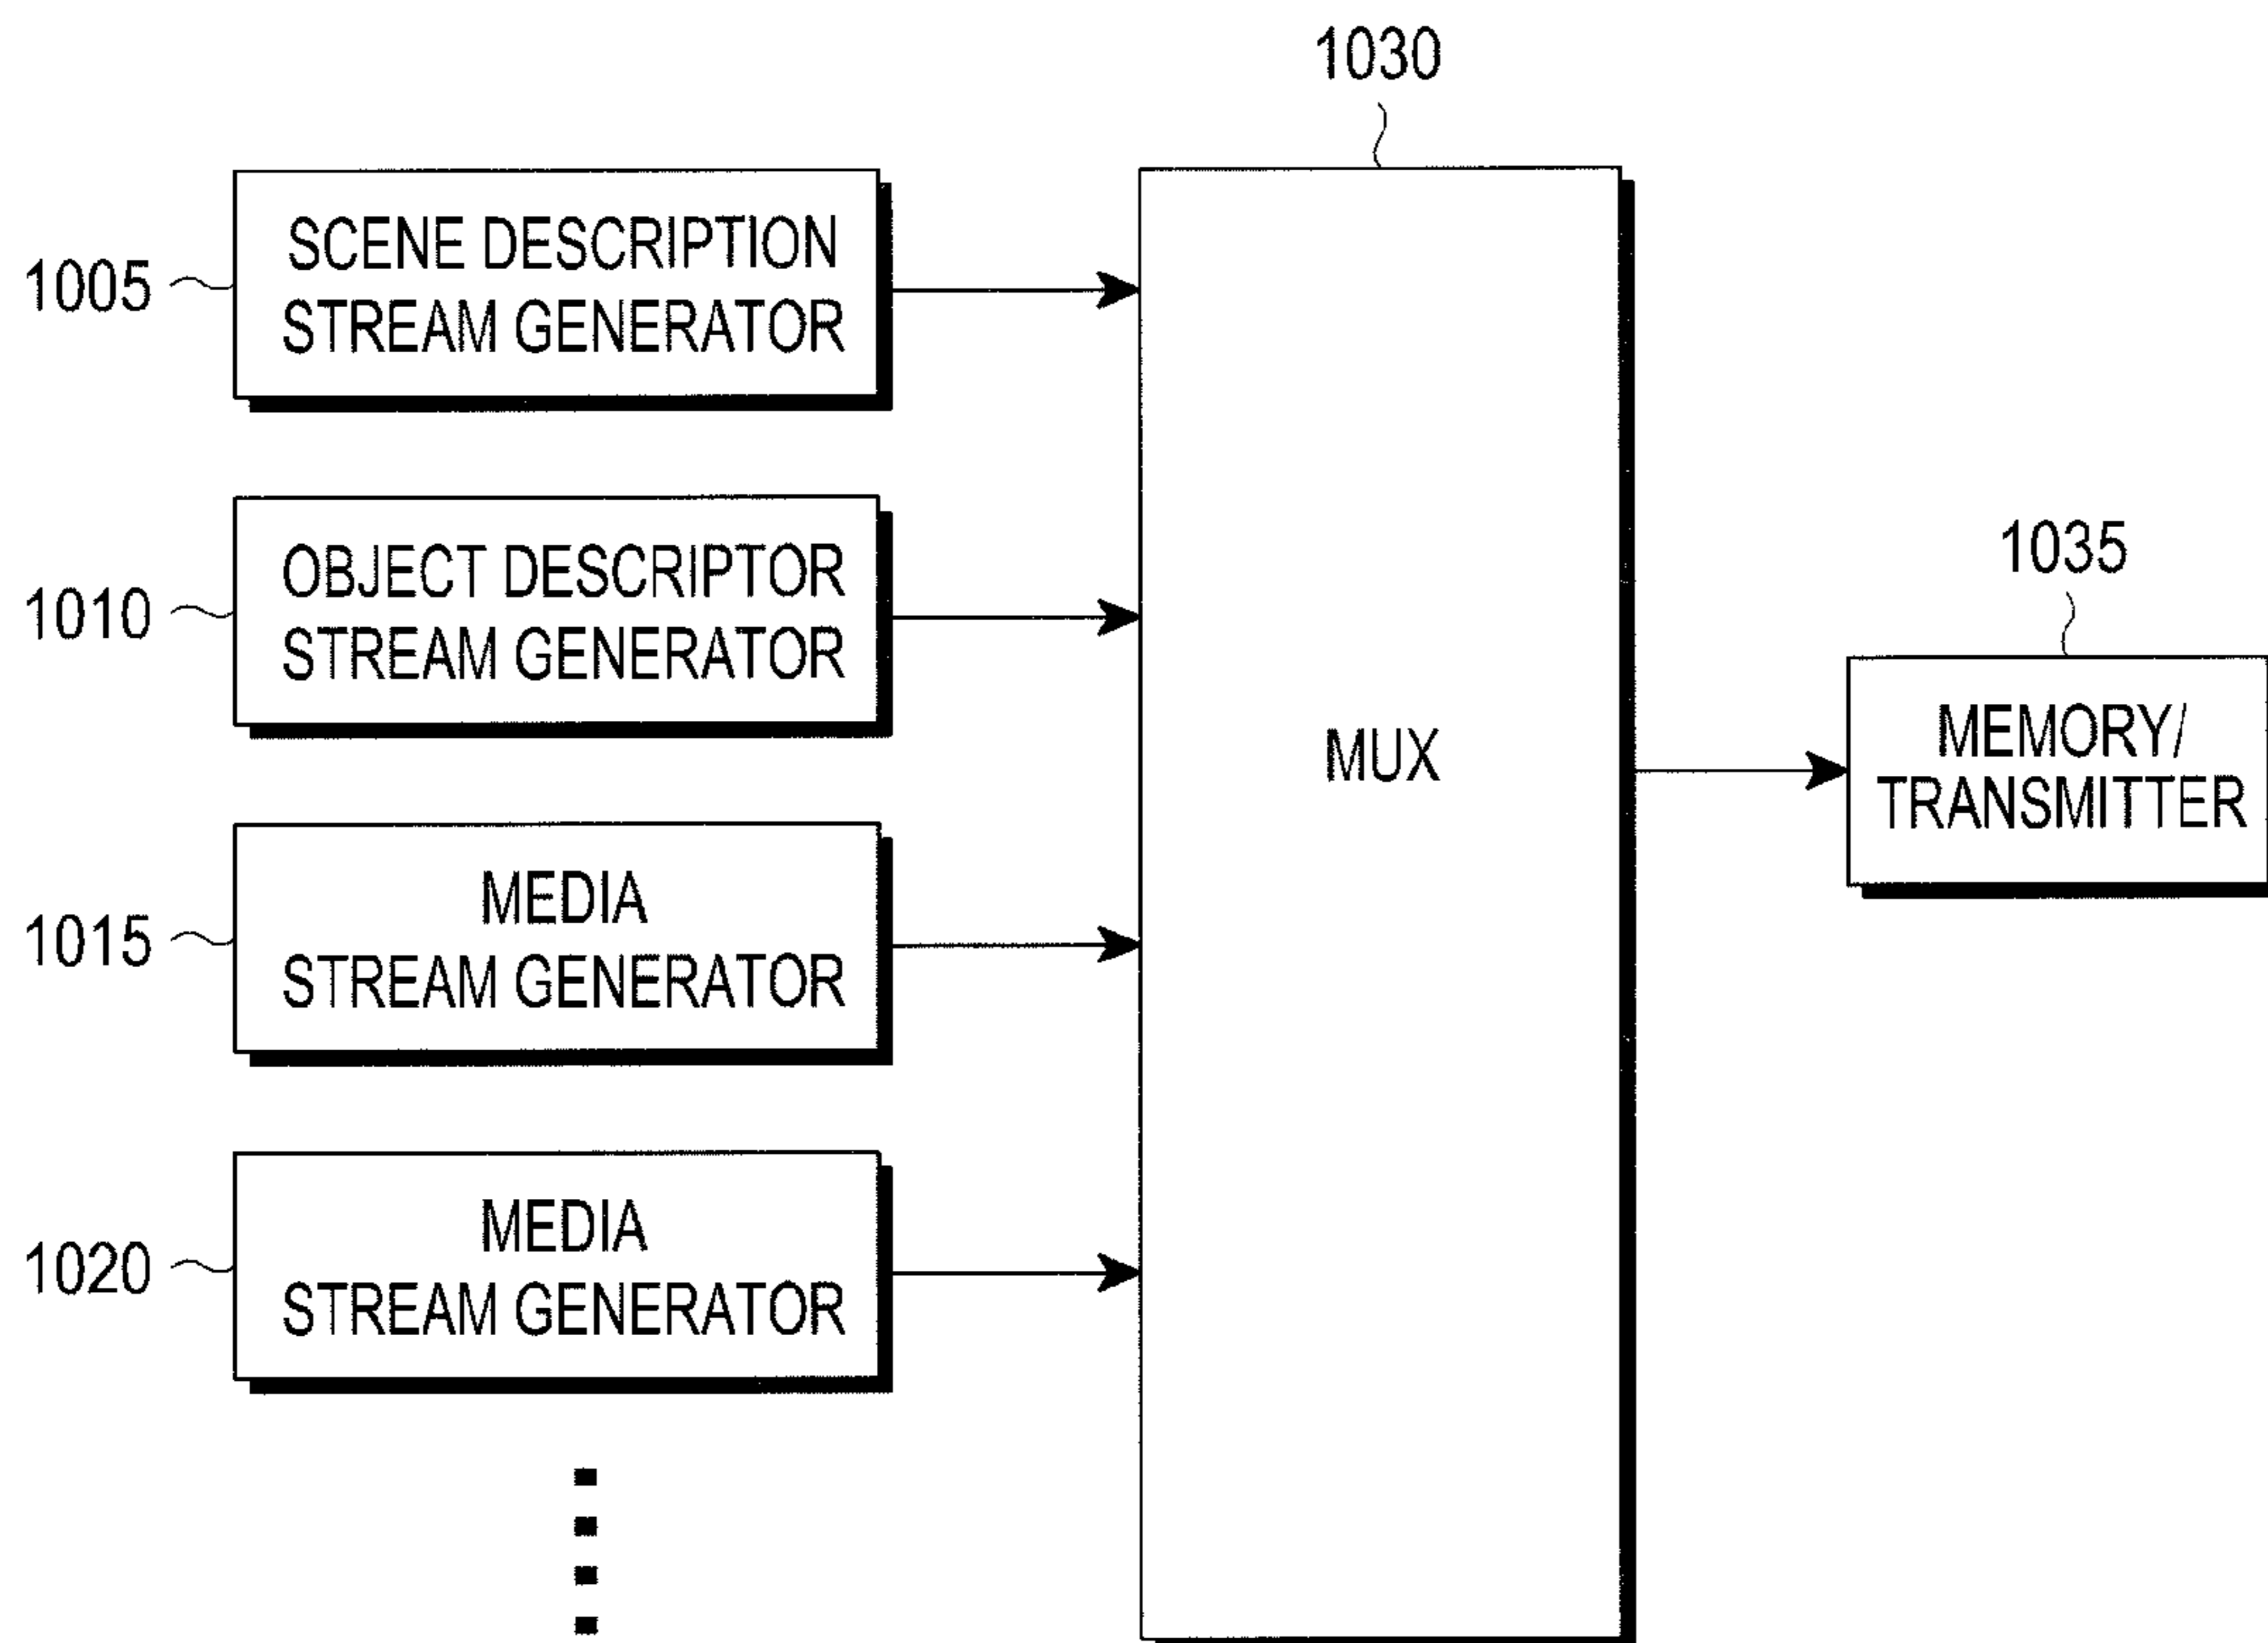 1030
1005
SCENE DESCRIPTION
STREAM GENERATOR
1010
OBJECT DESCRIPTOR
STREAM GENERATOR
1015
MEDIA
STREAM GENERATOR
1020
MEDIA
STREAM GENERATOR
MUX
1035
MEMORY/
TRANSMITTER